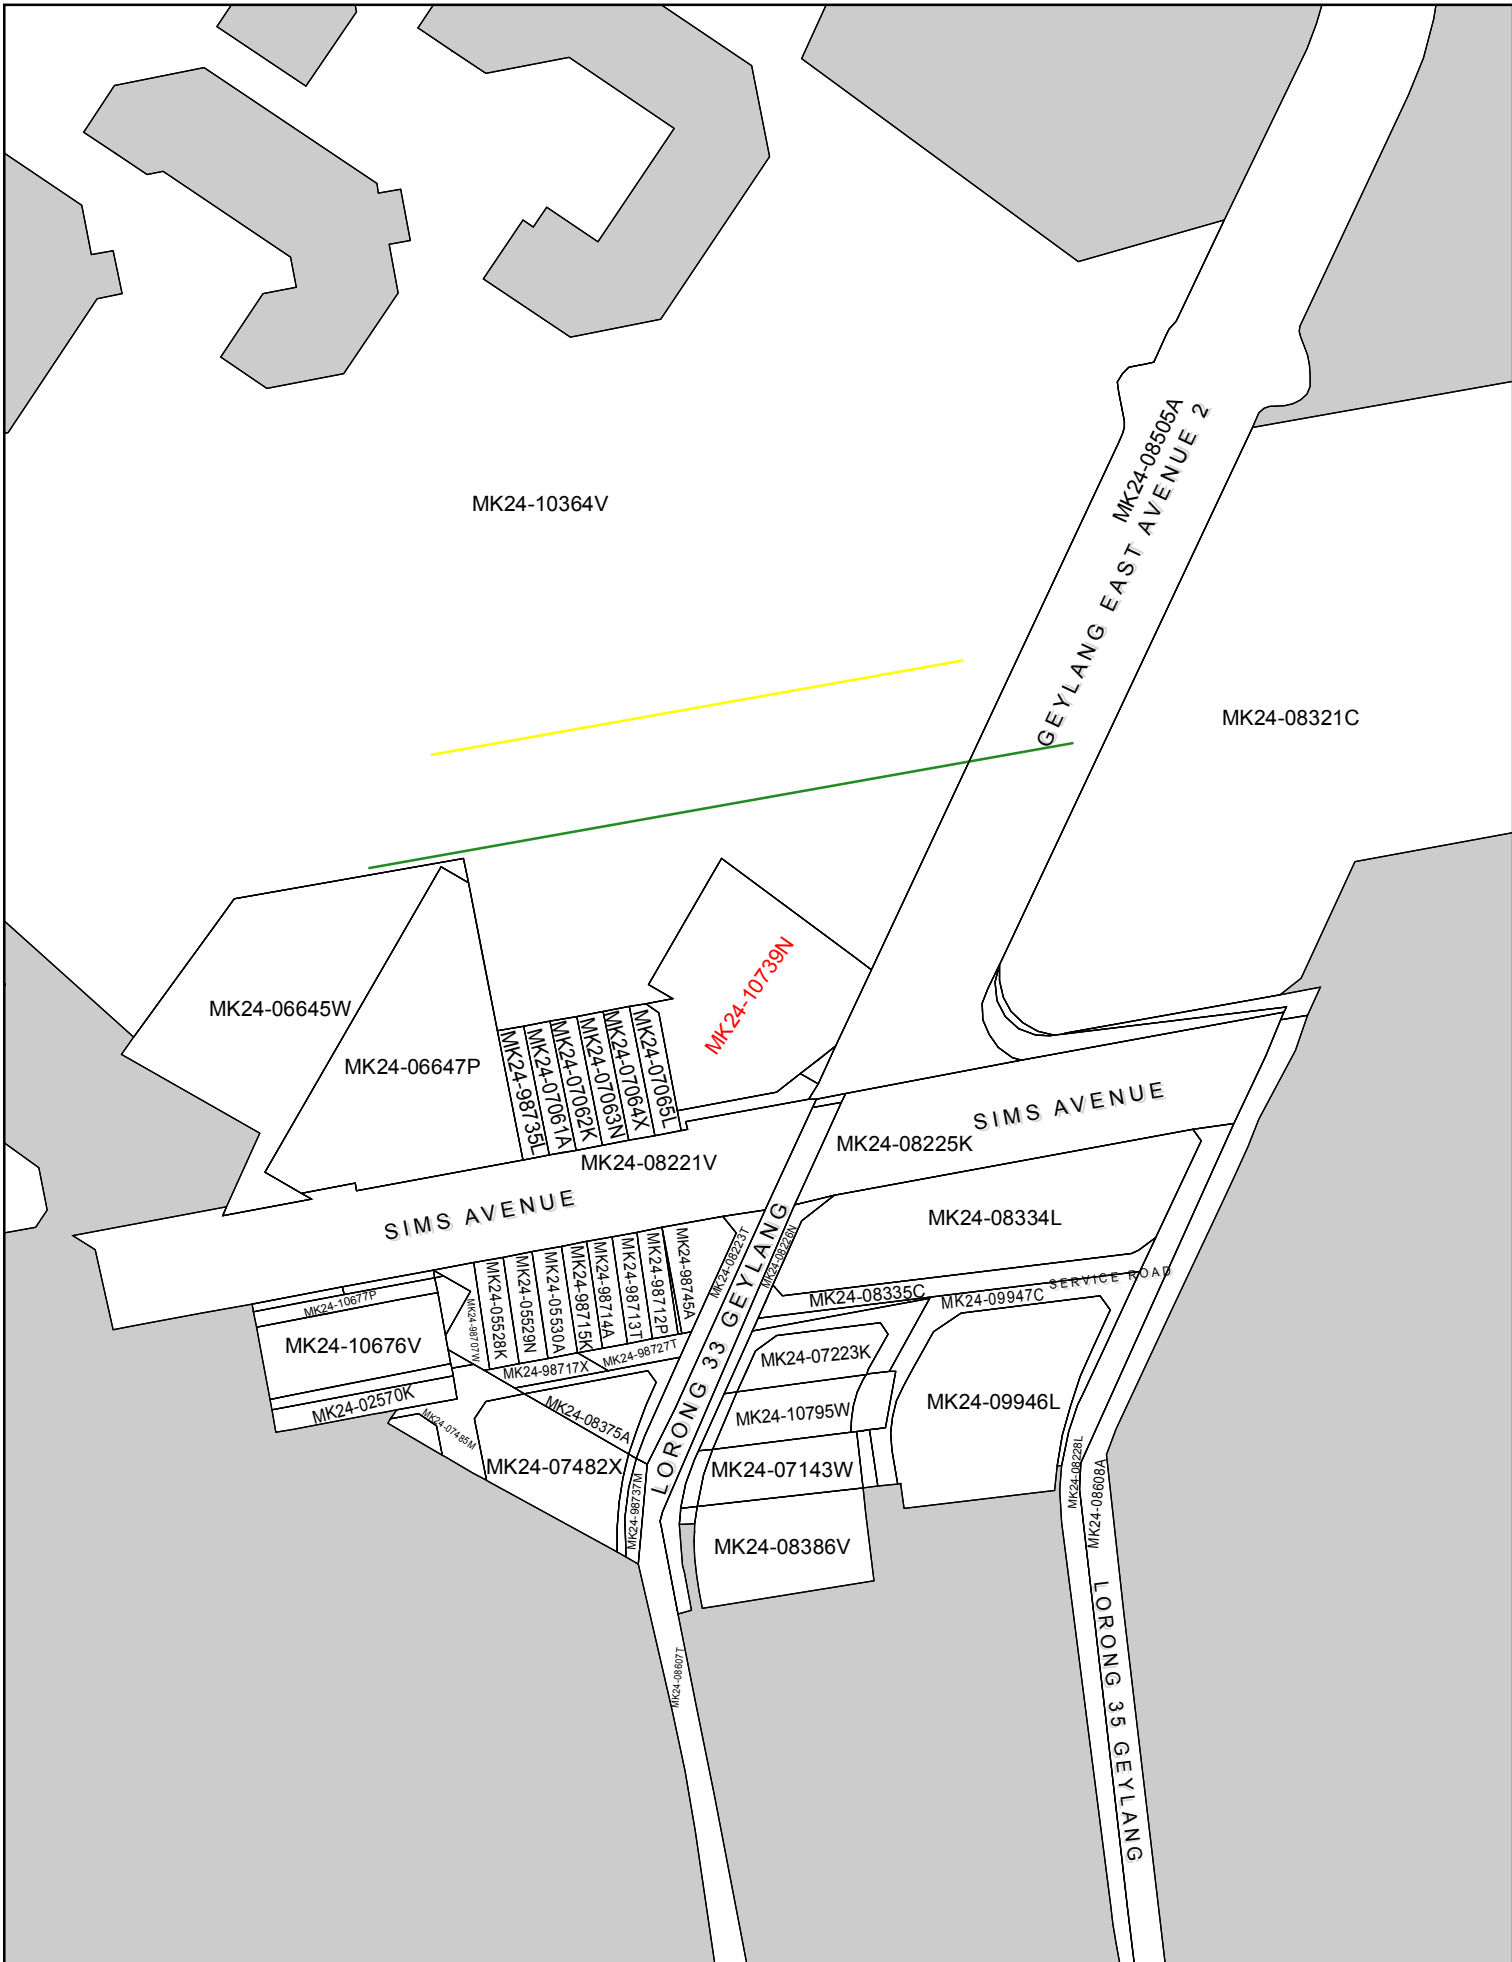 MK24-10364V
MK24-08505A
GEYLANG EAST AVENUE 2
MK24-08321C
MK24-10739N
MK24-06645W
MK24-06647P
MK24-98735L
MK24-07061A
MK24-07062K
MK24-07063N
MK24-07064X
MK24-07065L
SIMS AVENUE
MK24-08225K
MK24-08221V
SIMS AVENUE
MK24-08334L
MK24-08223T
MK24-08226N
LORONG 33 GEYLANG
MK24-10677P
MK24-10676V
MK24-02570K
MK24-98707W
MK24-05528K
MK24-05529N
MK24-05530A
MK24-98715K
MK24-98714A
MK24-98713T
MK24-98712P
MK24-98745A
MK24-08335C
MK24-09947C
SERVICE ROAD
MK24-98717X
MK24-98727T
MK24-07223K
MK24-08375A
MK24-07485M
MK24-10795W
MK24-09946L
MK24-07482X
MK24-07143W
MK24-98737M
MK24-08228L
MK24-08608A
MK24-08386V
MK24-08607T
LORONG 35 GEYLANG